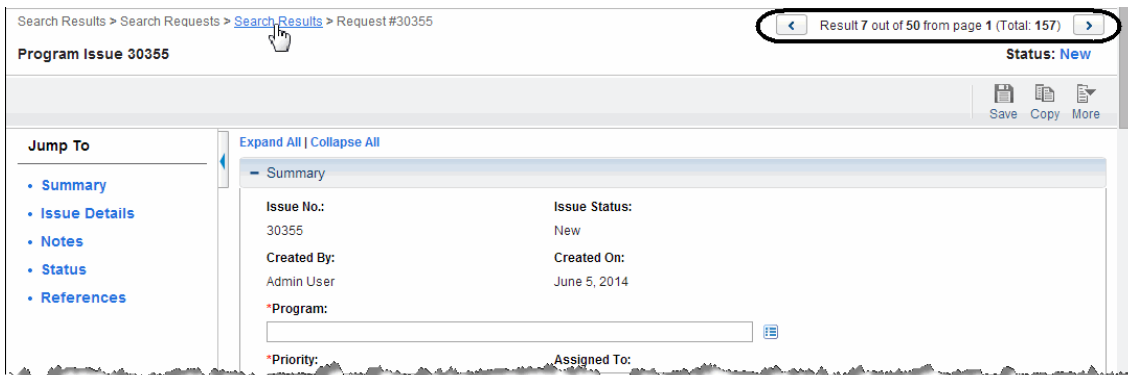 Search Results > Search Requests > Search Results > Request #30355
Result 7 out of 50 from page 1 (Total: 157)
Program Issue 30355
Status: New
Save Copy More
Jump To
Expand All | Collapse All
Summary
• Summary
• Issue Details
• Notes
• Status
• References
Issue No.: Issue Status:
30355 New
Created By: Created On:
Admin User June 5, 2014
*Program:
*Priority: Assigned To: